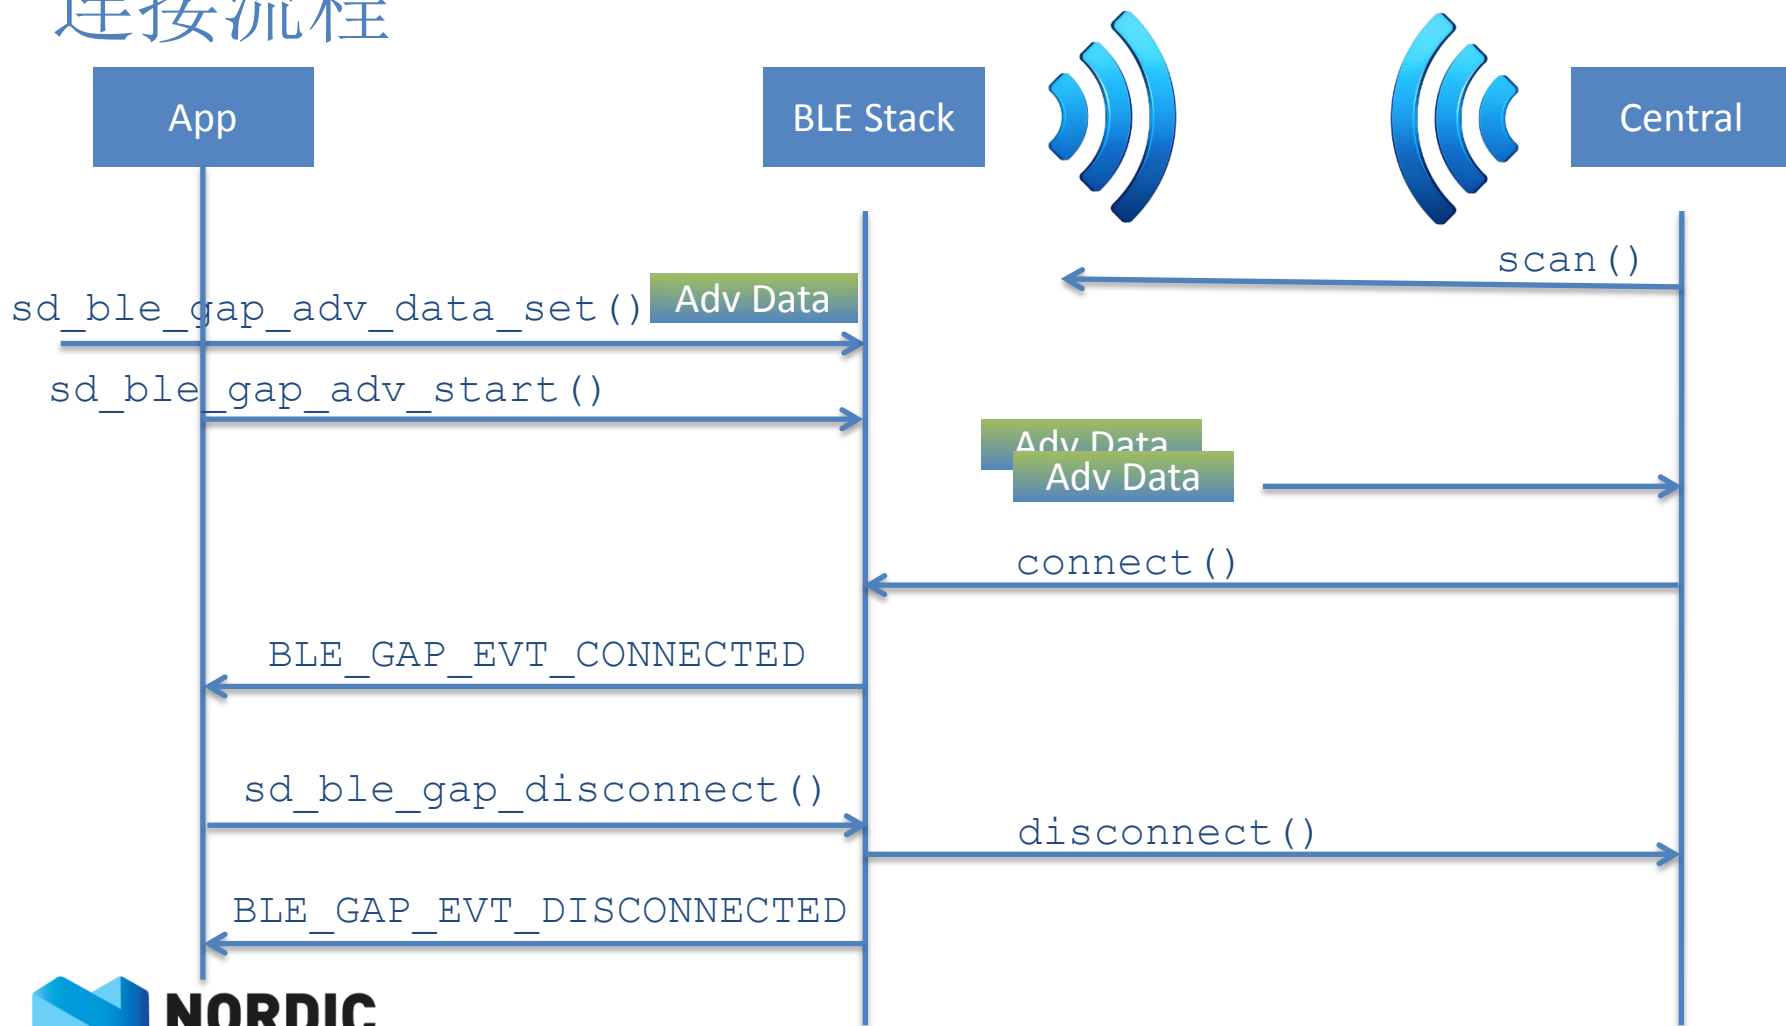 连接流程
App
BLE Stack
Central
scan()
sd_ble_gap_adv_data_set()
Adv Data
sd_ble_gap_adv_start()
Adv Data
Adv Data
connect()
BLE_GAP_EVT_CONNECTED
sd_ble_gap_disconnect()
disconnect()
BLE_GAP_EVT_DISCONNECTED
NORDIC